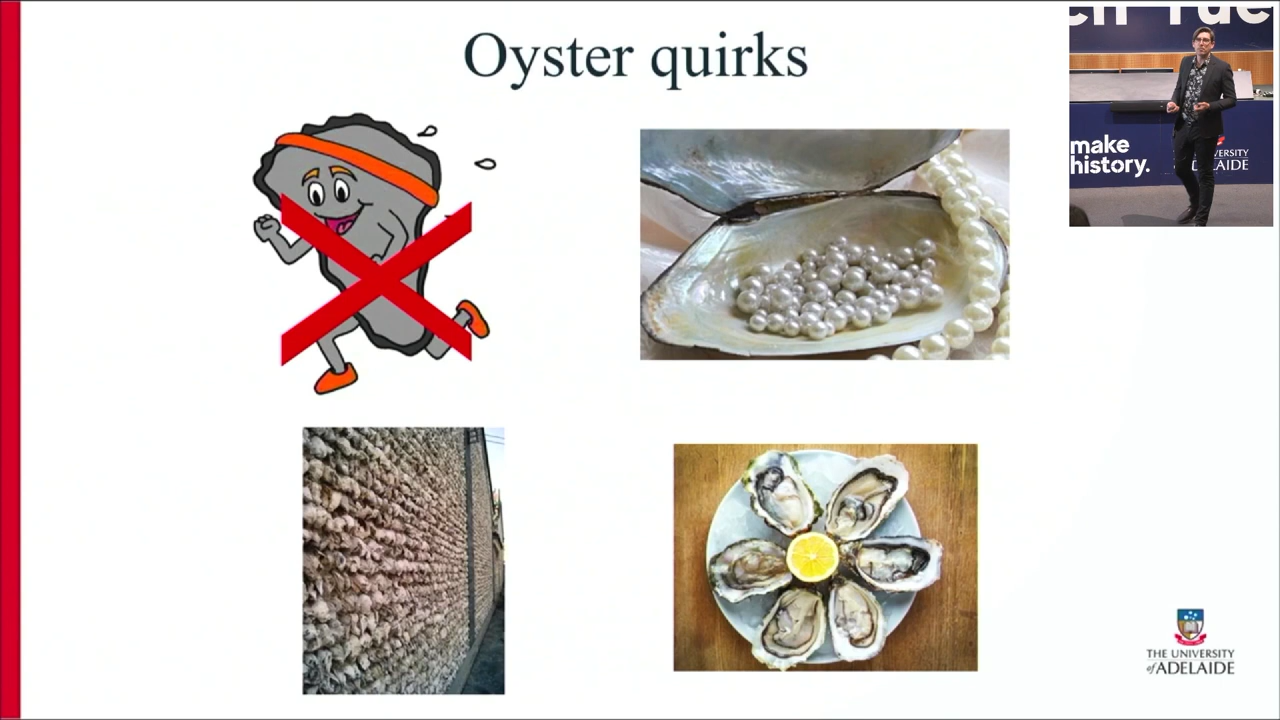 Oyster quirks
make
history.
THE UNIVERSITY
of ADELAIDE